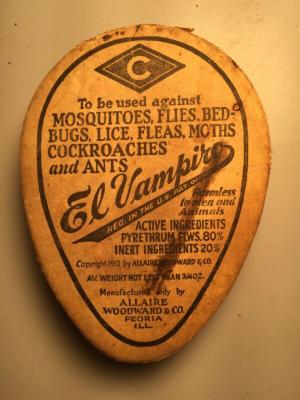 C
To be used against
MOSQUITOES, FLIES, BED-
BUGS, LICE, FLEAS, MOTHS
COCKROACHES
and ANTS
El Vampiro
REG. IN THE U.S. PAT. OF
Harmless
to men and
Animals
ACTIVE INGREDIENTS
PYRETHRUM FLWS. 80%
INERT INGREDIENTS 20%
Copyright 1912 by ALLAIRE, WOODWARD & CO.
AV. WEIGHT NOT LESS THAN 3/4 OZ.
Manufactured only by
ALLAIRE
WOODWARD & CO.
PEORIA
ILL.